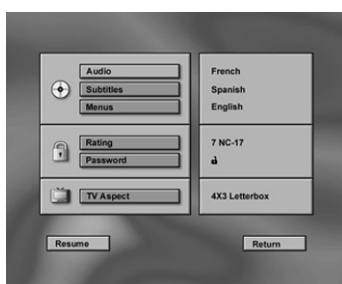 Audio French
Subtitles Spanish
Menus English
Rating 7 NC-17
Password
TV Aspect 4X3 Letterbox
Resume Return